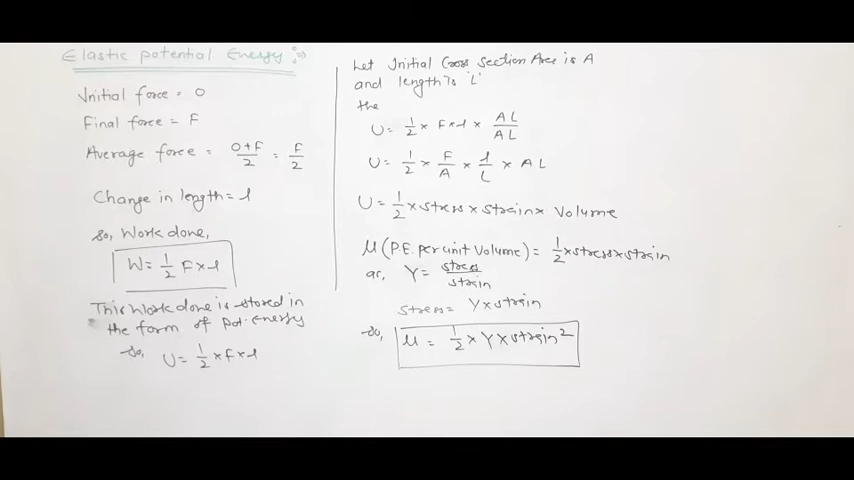 Elastic potential Energy :→
Initial force = 0
Final force = F
Average force = 0+F/2 = F/2
Change in length = l
so, Work done,
W = 1/2 F×l
This Work done is stored in
the form of pot. energy
So, U = 1/2 × F × l
Let Initial Cross Section Area is A
and length is 'L'
the
U = 1/2 × F×l × AL/AL
U = 1/2 × F/A × l/L × AL
U = 1/2 × stress × strain × Volume
μ (P.E. per unit Volume) = 1/2 × stress × strain
as, Y = stress/strain
stress = Y × strain
So, μ = 1/2 × Y × strain²